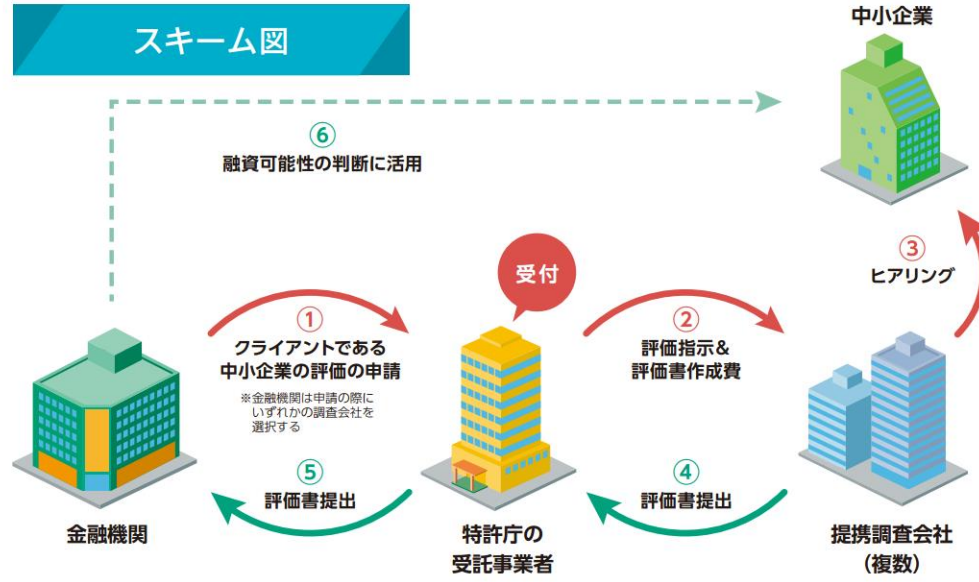 スキーム図
中小企業
⑥
融資可能性の判断に活用
受付
③
ヒアリング
①
クライアントである
中小企業の評価の申請
※金融機関は申請の際に
いずれかの調査会社を
選択する
②
評価指示&
評価書作成費
⑤
評価書提出
④
評価書提出
金融機関
特許庁の
受託事業者
提携調査会社
(複数)